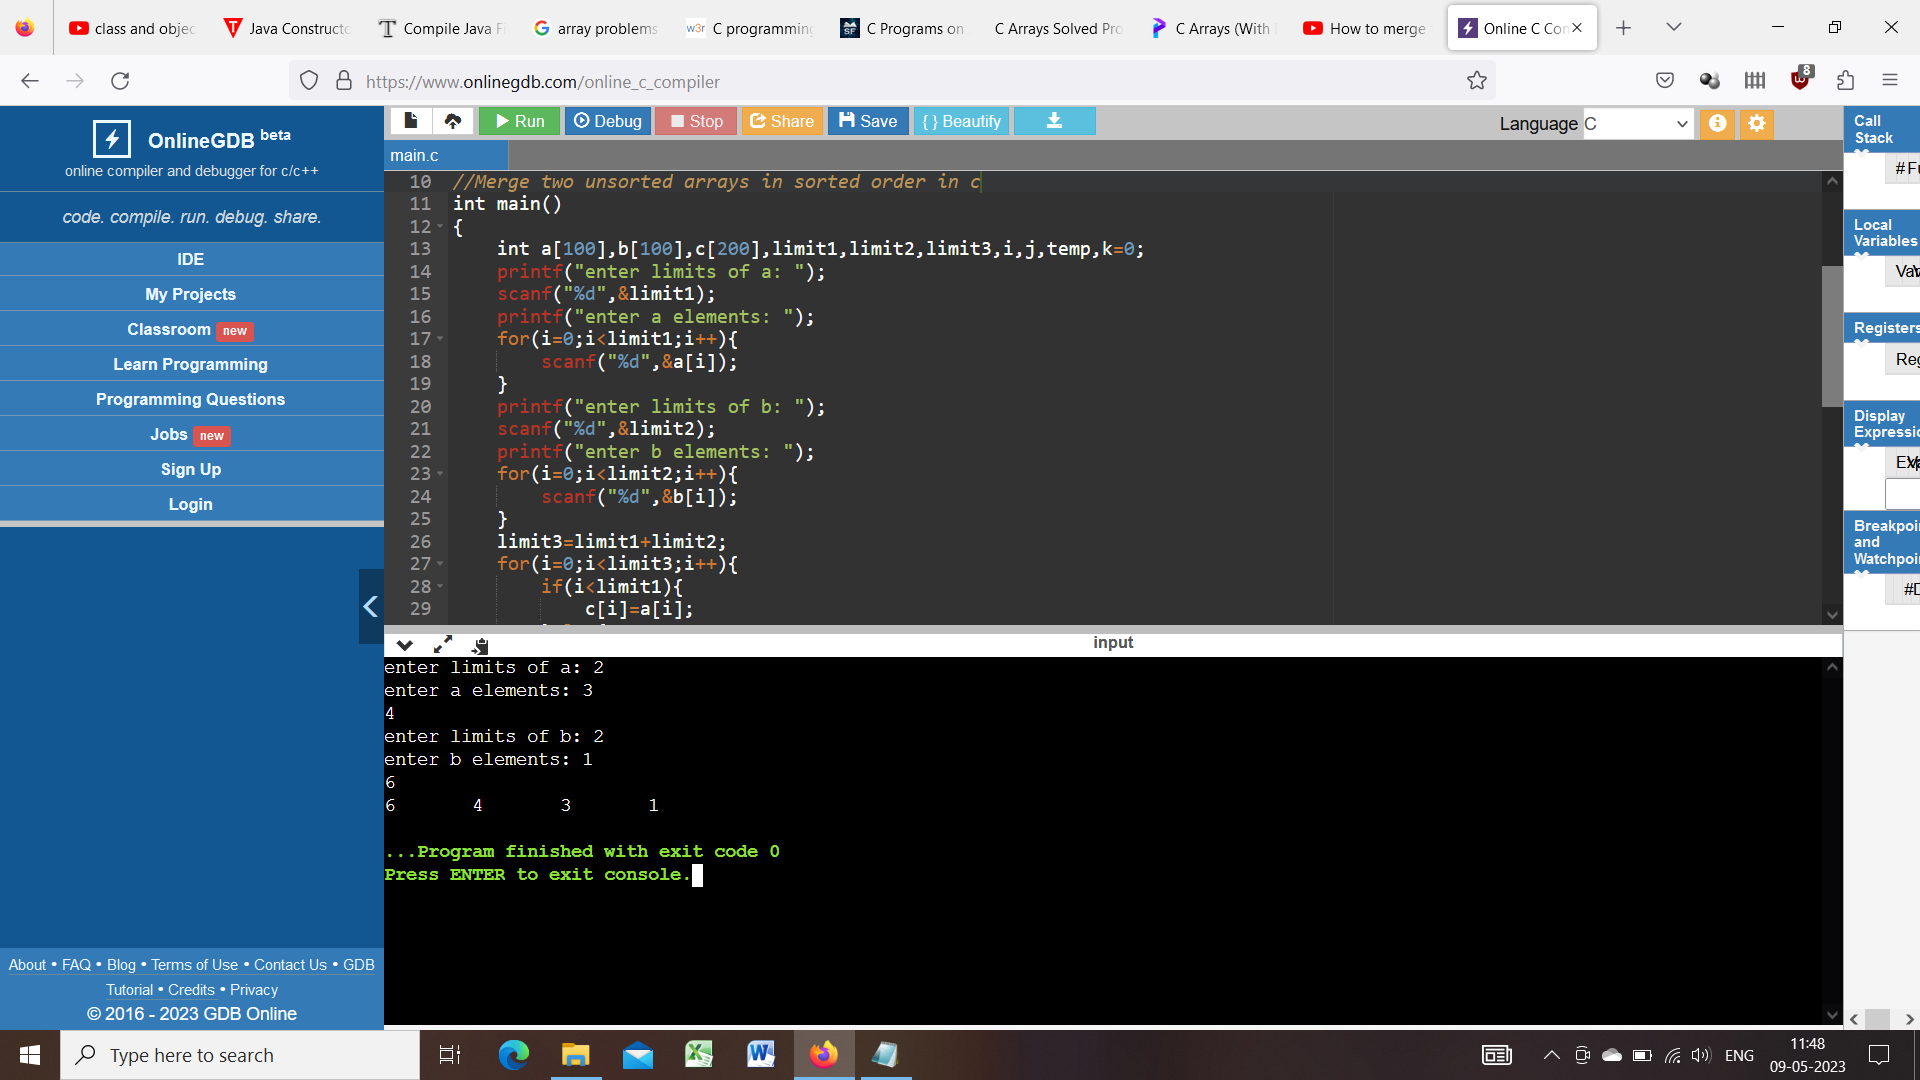 class and objec
Java Constructo
Compile Java Fi
array problems
C programming
C Programs on
C Arrays Solved Pro
C Arrays (With
How to merge
Online C Con
https://www.onlinegdb.com/online_c_compiler
8
OnlineGDB beta
online compiler and debugger for c/c++
code. compile. run. debug. share.
IDE
My Projects
Classroom new
Learn Programming
Programming Questions
Jobs new
Sign Up
Login
About • FAQ • Blog • Terms of Use • Contact Us • GDB
Tutorial • Credits • Privacy
© 2016 - 2023 GDB Online
Run
Debug
Stop
Share
Save
{ } Beautify
Language C
main.c
10 //Merge two unsorted arrays in sorted order in c
11 int main()
12 {
13 int a[100],b[100],c[200],limit1,limit2,limit3,i,j,temp,k=0;
14 printf("enter limits of a: ");
15 scanf("%d",&limit1);
16 printf("enter a elements: ");
17 for(i=0;i<limit1;i++){
18 scanf("%d",&a[i]);
19 }
20 printf("enter limits of b: ");
21 scanf("%d",&limit2);
22 printf("enter b elements: ");
23 for(i=0;i<limit2;i++){
24 scanf("%d",&b[i]);
25 }
26 limit3=limit1+limit2;
27 for(i=0;i<limit3;i++){
28 if(i<limit1){
29 c[i]=a[i];
input
enter limits of a: 2
enter a elements: 3
4
enter limits of b: 2
enter b elements: 1
6
6 4 3 1
...Program finished with exit code 0
Press ENTER to exit console.
Call
Stack
# Fu
Local
Variables
Registers
Reg
Display
Expressio
Breakpoi
and
Watchpoi
#D
Type here to search
ENG
11:48
09-05-2023